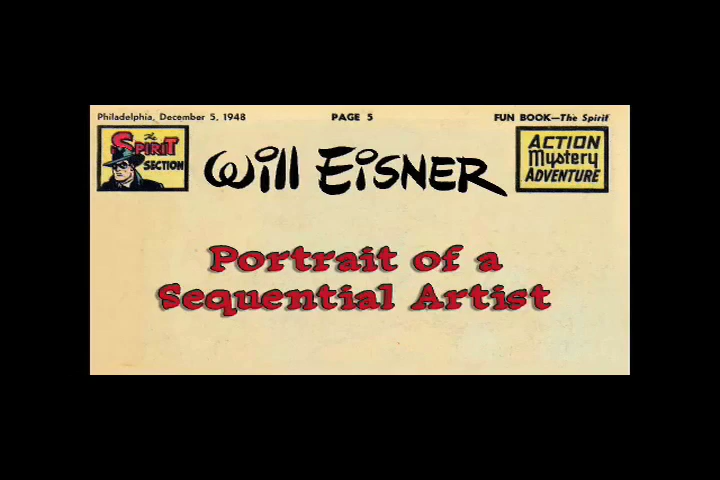 Philadelphia, December 5, 1948 PAGE 5 FUN BOOK—The Spirit
The
SPIRIT
SECTION
WILL EISNER
ACTION
Mystery
ADVENTURE
Portrait of a
Sequential Artist